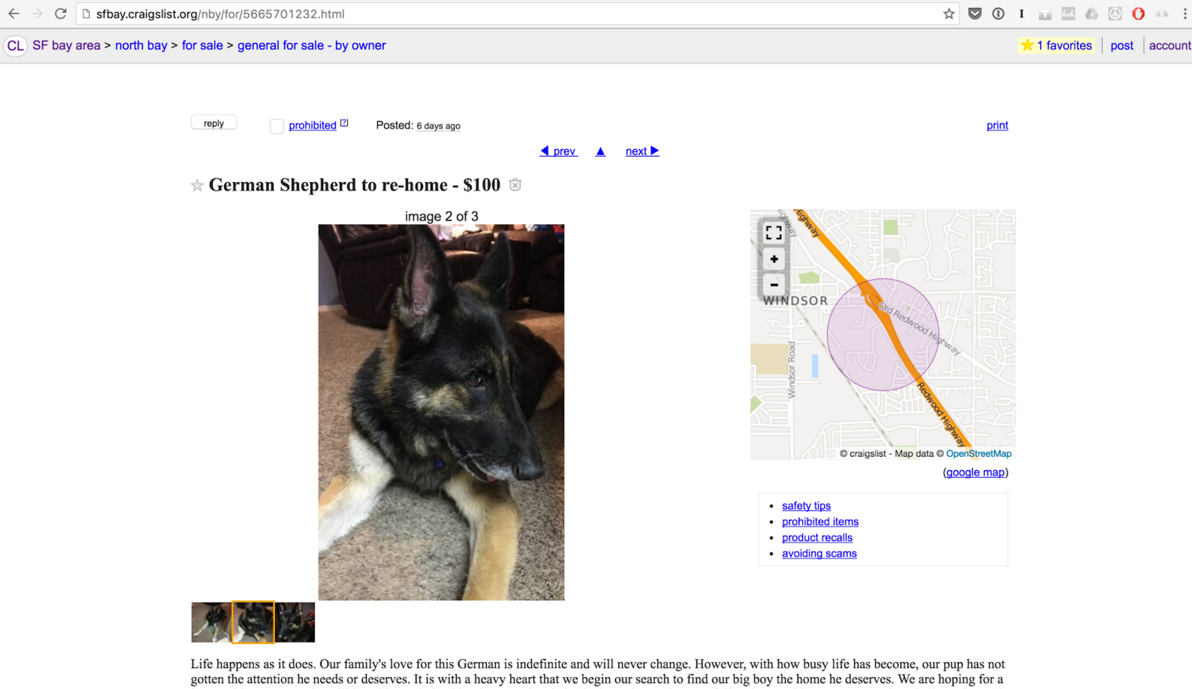 sfbay.craigslist.org/nby/for/5665701232.html
CL SF bay area > north bay > for sale > general for sale - by owner
1 favorites post account
reply prohibited [?] Posted: 6 days ago print
◀ prev ▲ next ▶
German Shepherd to re-home - $100
image 2 of 3
Highway
Highway
+
−
WINDSOR
Old Redwood Highway
Windsor Road
Redwood Highway
© craigslist - Map data © OpenStreetMap
(google map)
• safety tips
• prohibited items
• product recalls
• avoiding scams
Life happens as it does. Our family's love for this German is indefinite and will never change. However, with how busy life has become, our pup has not
gotten the attention he needs or deserves. It is with a heavy heart that we begin our search to find our big boy the home he deserves. We are hoping for a